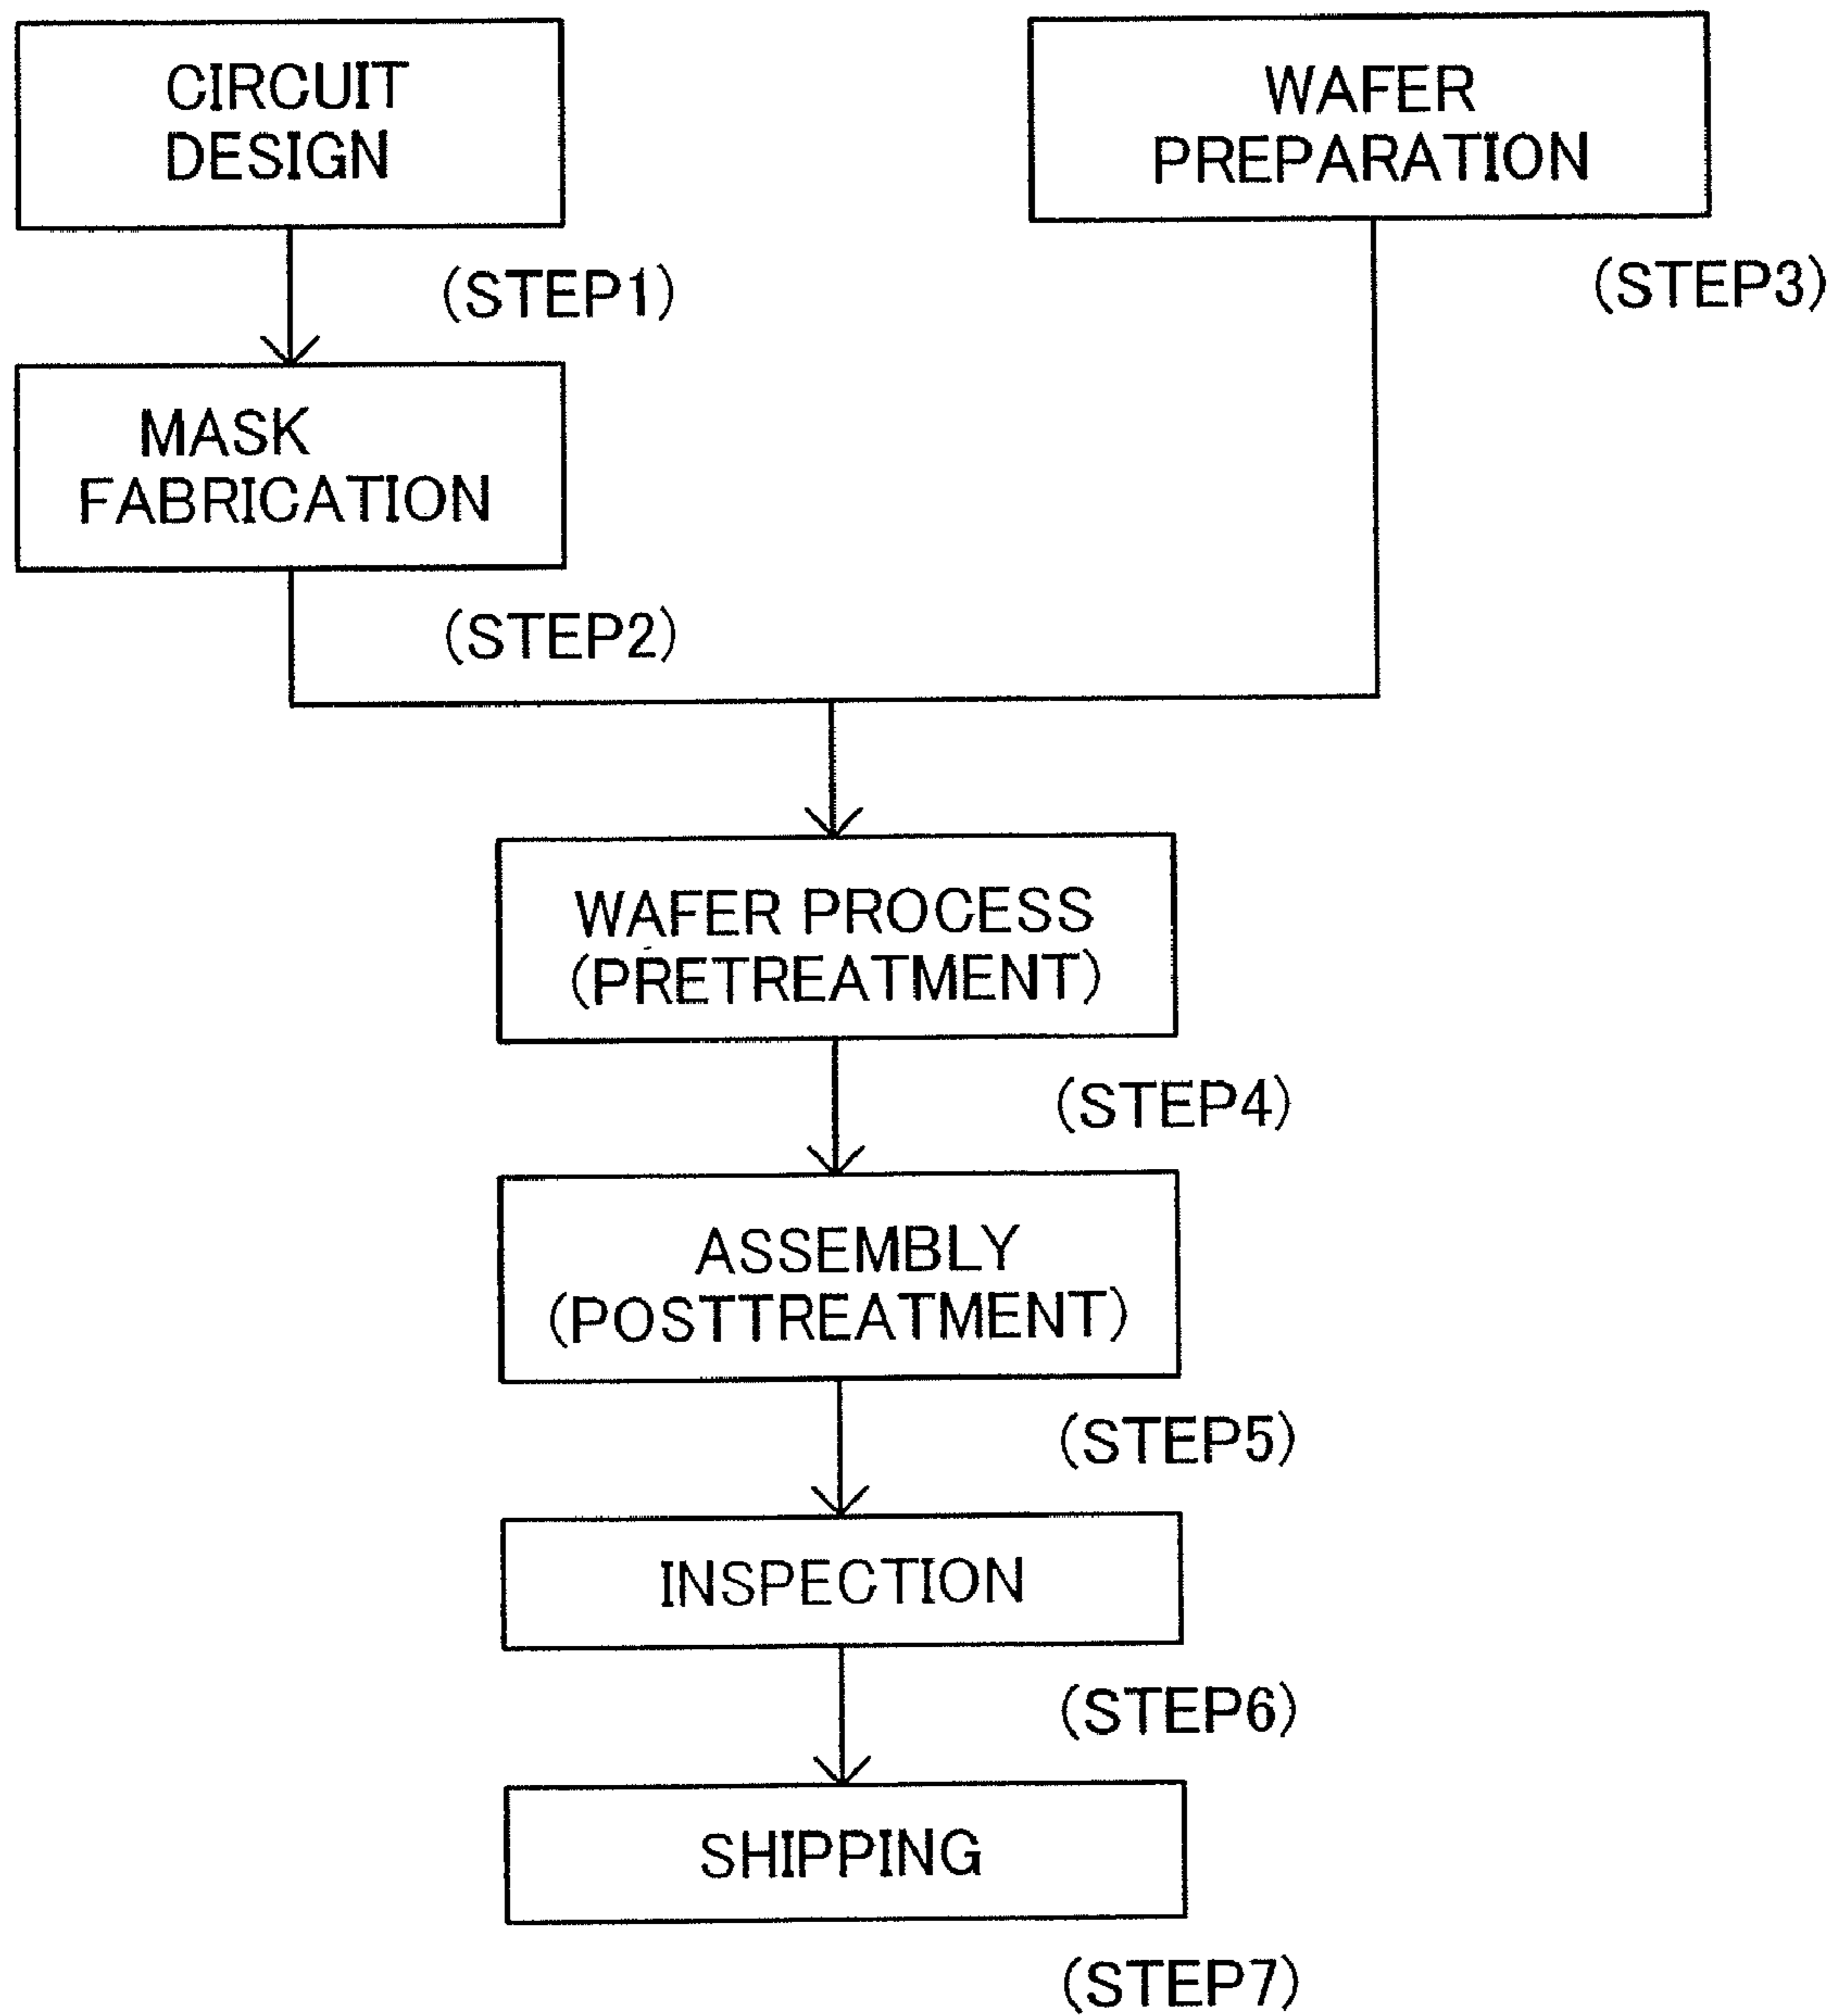 CIRCUIT
DESIGN
(STEP1)
MASK
FABRICATION
(STEP2)
WAFER
PREPARATION
(STEP3)
WAFER PROCESS
(PRETREATMENT)
(STEP4)
ASSEMBLY
(POSTTREATMENT)
(STEP5)
INSPECTION
(STEP6)
SHIPPING
(STEP7)